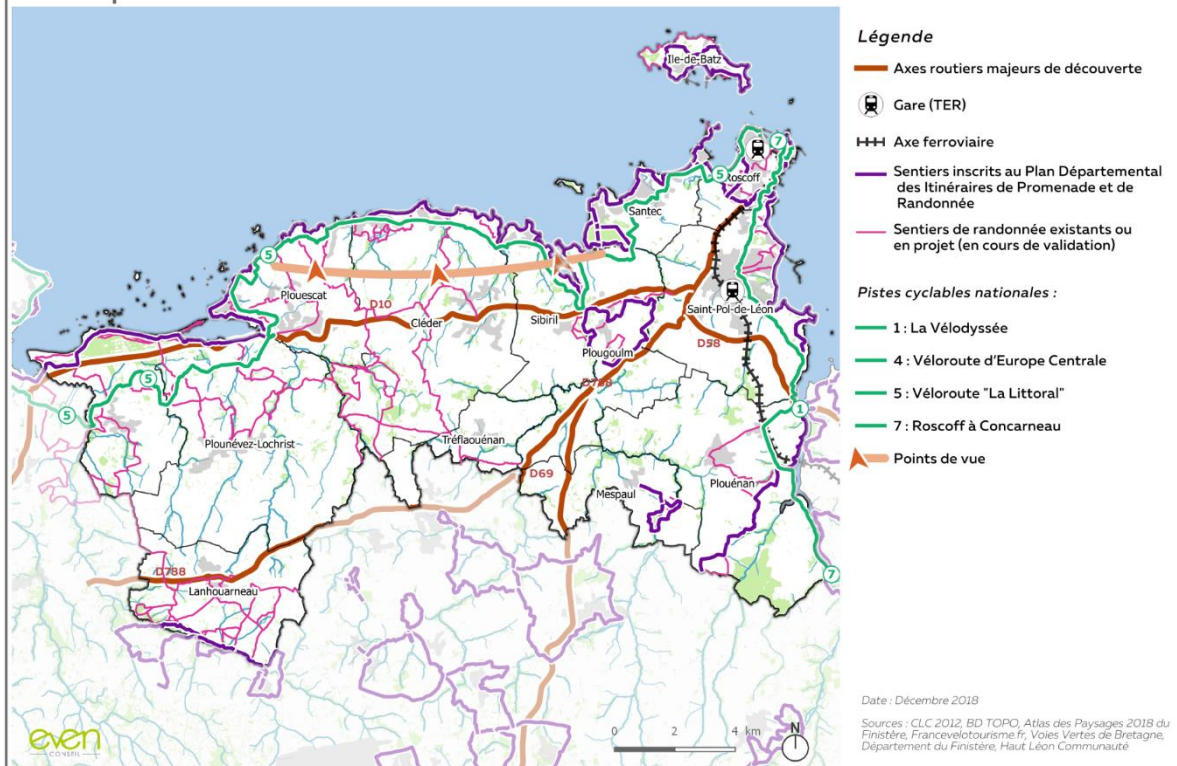 Ile-de-Batz
7
5
Roscoff
Santec
5
Plouescat
D10
Cléder
Sibiril
Saint-Pol-de-Léon
Plougoulm
D58
D788
5
5
1
Plounévez-Lochrist
Tréflaouénan
D69
Mespaul
Plouénan
7
D788
Lanhouarneau
even
CONSEIL
0 2 4 km
N
Légende
Axes routiers majeurs de découverte
Gare (TER)
Axe ferroviaire
Sentiers inscrits au Plan Départemental
des Itinéraires de Promenade et de
Randonnée
Sentiers de randonnée existants ou
en projet (en cours de validation)
Pistes cyclables nationales :
1 : La Vélodyssée
4 : Véloroute d'Europe Centrale
5 : Véloroute "La Littoral"
7 : Roscoff à Concarneau
Points de vue
Date : Décembre 2018
Sources : CLC 2012, BD TOPO, Atlas des Paysages 2018 du
Finistère, Francevelotourisme.fr, Voies Vertes de Bretagne,
Département du Finistère, Haut Léon Communauté